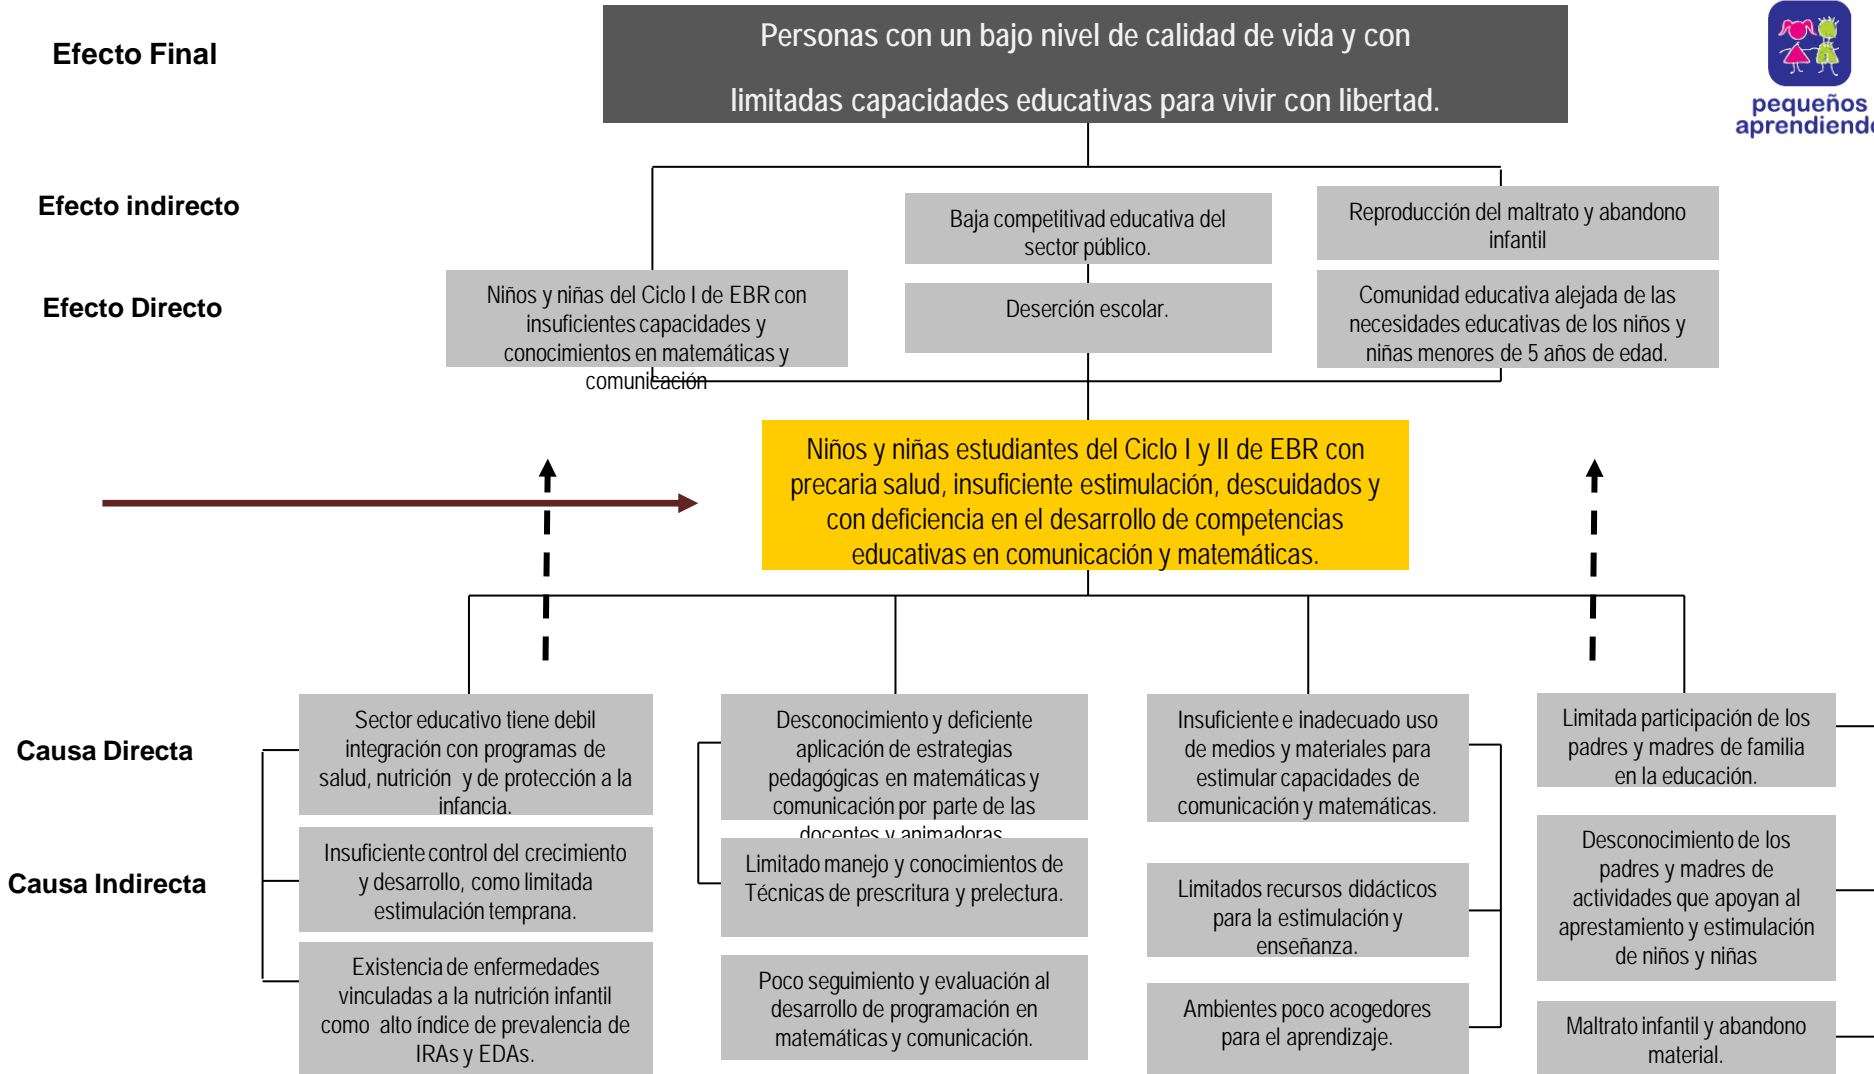 Efecto Final
Personas con un bajo nivel de calidad de vida y con
limitadas capacidades educativas para vivir con libertad.
pequeños
aprendiendo
Efecto indirecto
Baja competitivad educativa del
sector público.
Reproducción del maltrato y abandono
infantil
Efecto Directo
Niños y niñas del Ciclo I de EBR con
insuficientes capacidades y
conocimientos en matemáticas y
comunicación
Deserción escolar.
Comunidad educativa alejada de las
necesidades educativas de los niños y
niñas menores de 5 años de edad.
Niños y niñas estudiantes del Ciclo I y II de EBR con
precaria salud, insuficiente estimulación, descuidados y
con deficiencia en el desarrollo de competencias
educativas en comunicación y matemáticas.
Causa Directa
Sector educativo tiene debil
integración con programas de
salud, nutrición y de protección a la
infancia.
Desconocimiento y deficiente
aplicación de estrategias
pedagógicas en matemáticas y
comunicación por parte de las
docentes y animadoras
Insuficiente e inadecuado uso
de medios y materiales para
estimular capacidades de
comunicación y matemáticas.
Limitada participación de los
padres y madres de familia
en la educación.
Causa Indirecta
Insuficiente control del crecimiento
y desarrollo, como limitada
estimulación temprana.
Limitado manejo y conocimientos de
Técnicas de prescritura y prelectura.
Limitados recursos didácticos
para la estimulación y
enseñanza.
Desconocimiento de los
padres y madres de
actividades que apoyan al
aprestamiento y estimulación
de niños y niñas
Existencia de enfermedades
vinculadas a la nutrición infantil
como alto índice de prevalencia de
IRAs y EDAs.
Poco seguimiento y evaluación al
desarrollo de programación en
matemáticas y comunicación.
Ambientes poco acogedores
para el aprendizaje.
Maltrato infantil y abandono
material.